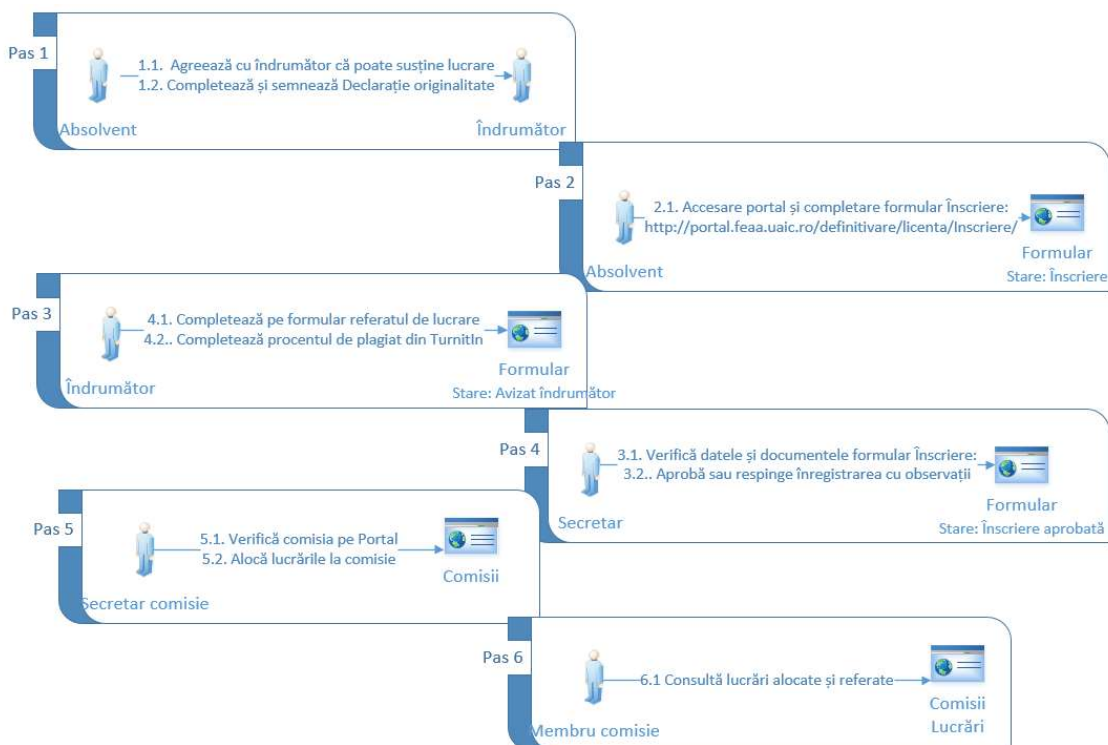 Pas 1
1.1. Agreează cu îndrumător că poate susține lucrare
1.2. Completează și semnează Declarație originalitate
Absolvent
Îndrumător
Pas 2
2.1. Accesare portal și completare formular Înscriere:
http://portal.feaa.uaic.ro/definitivare/licenta/Inscriere/
Absolvent
Formular
Stare: Înscriere
Pas 3
4.1. Completează pe formular referatul de lucrare
4.2.. Completează procentul de plagiat din TurnitIn
Îndrumător
Formular
Stare: Avizat îndrumător
Pas 4
3.1. Verifică datele și documentele formular Înscriere:
3.2.. Aprobă sau respinge înregistrarea cu observații
Secretar
Formular
Stare: Înscriere aprobată
Pas 5
5.1. Verifică comisia pe Portal
5.2. Alocă lucrările la comisie
Secretar comisie
Comisii
Pas 6
6.1 Consultă lucrări alocate și referate
Membru comisie
Comisii
Lucrări